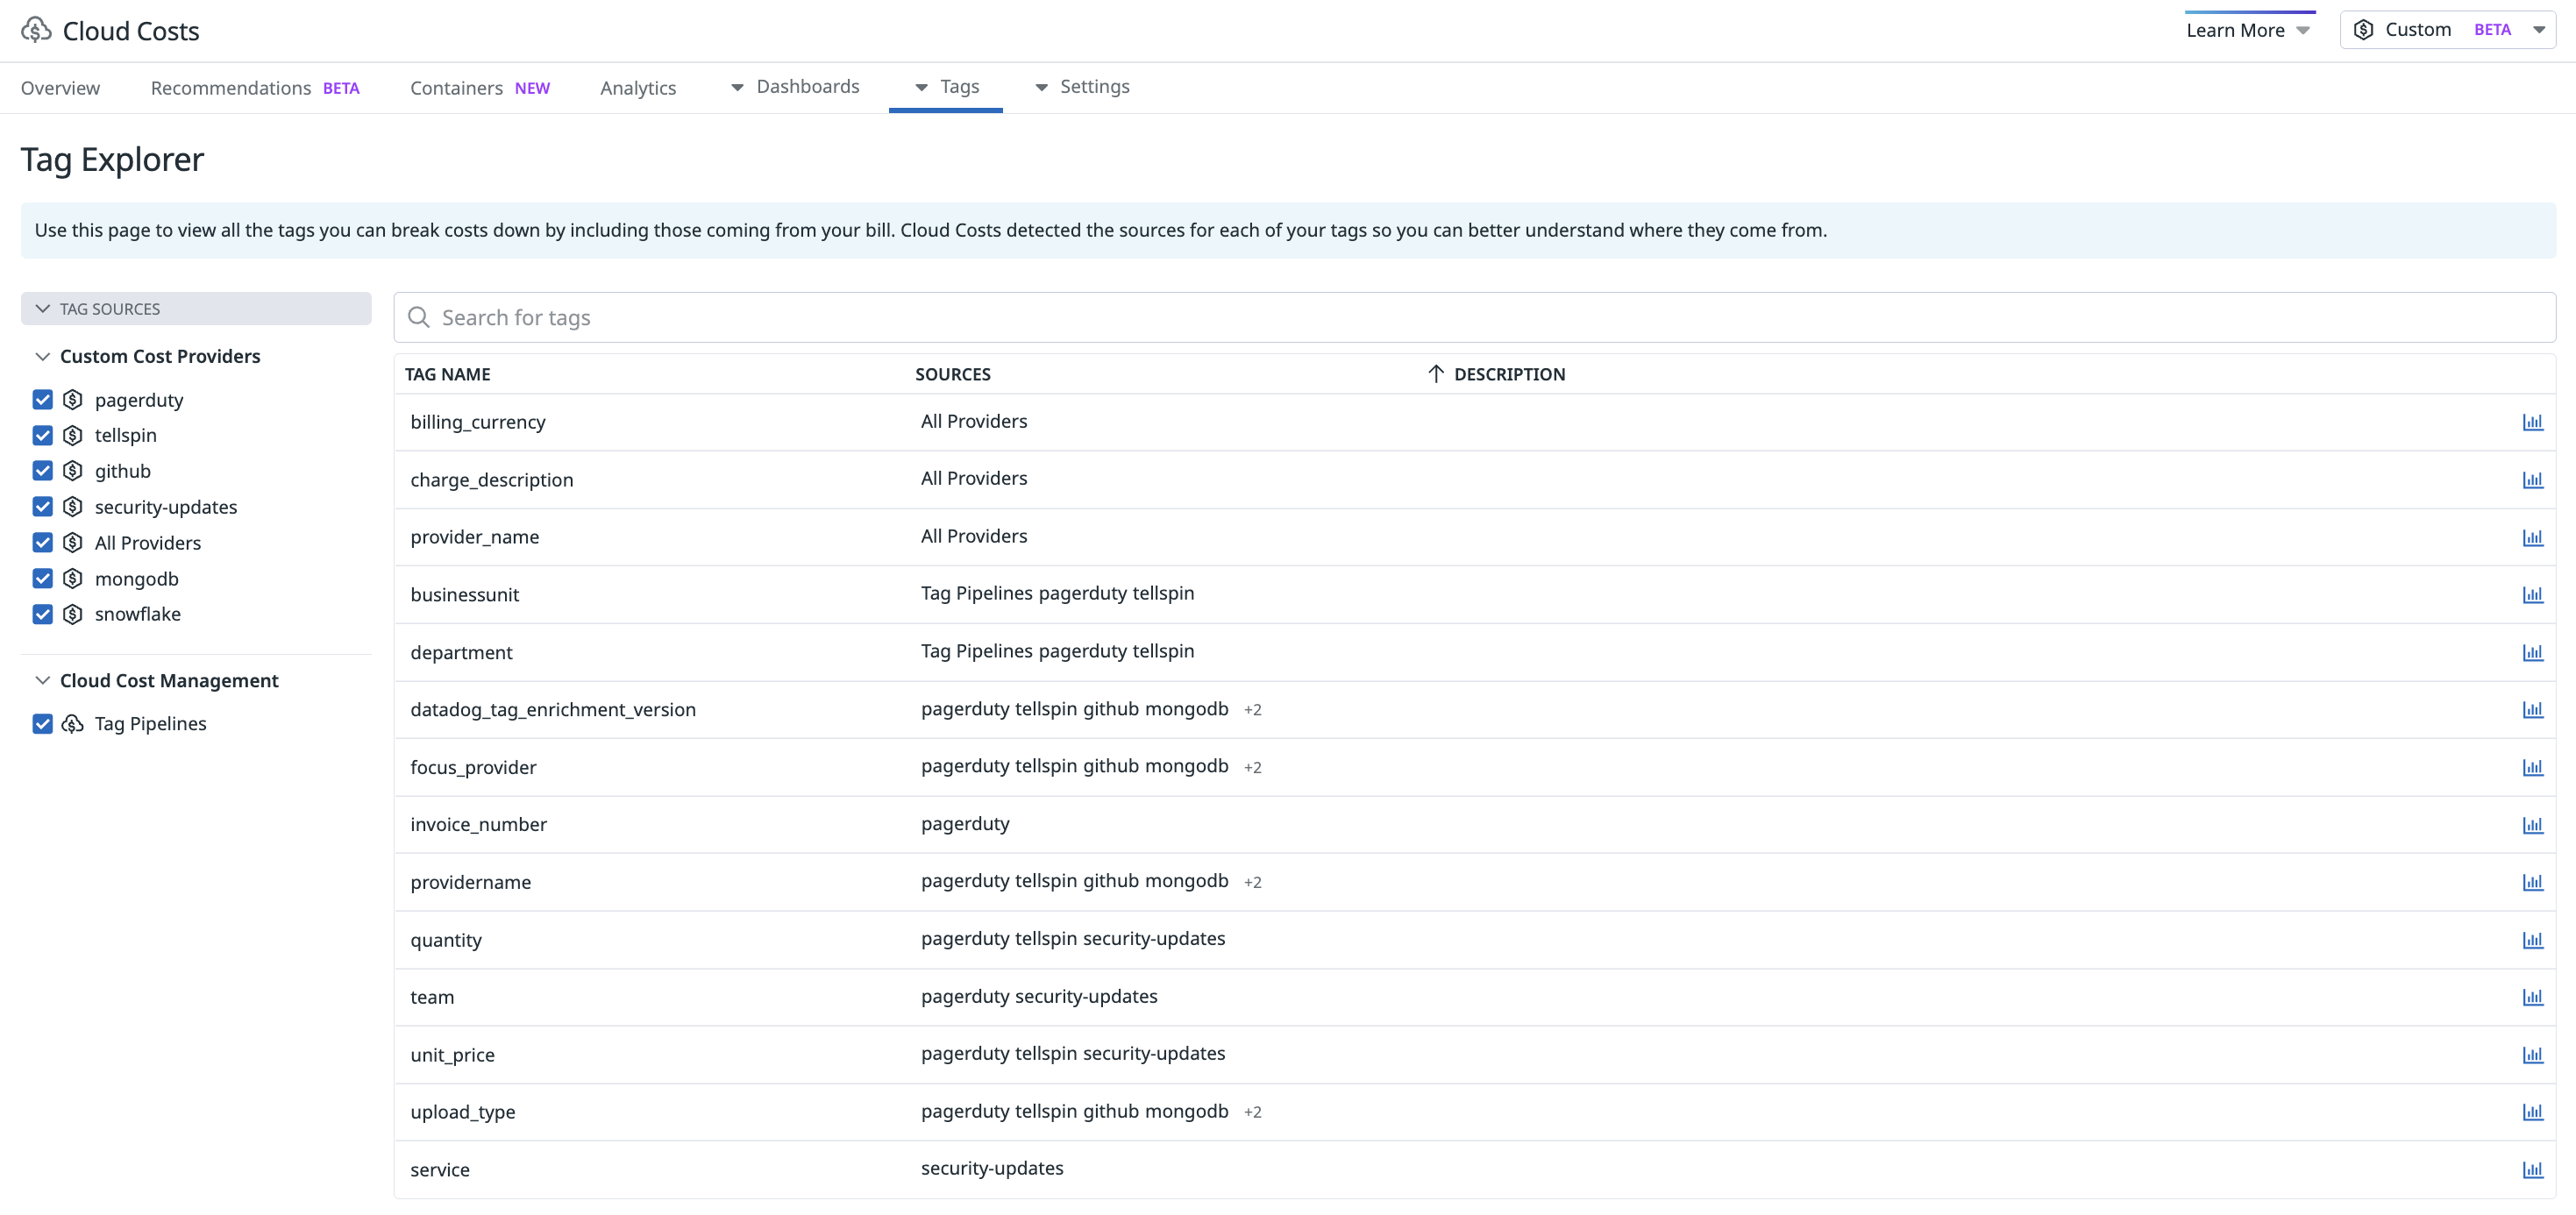 Cloud Costs
Learn More
Custom BETA
Overview Recommendations BETA Containers NEW Analytics Dashboards Tags Settings
Tag Explorer
Use this page to view all the tags you can break costs down by including those coming from your bill. Cloud Costs detected the sources for each of your tags so you can better understand where they come from.
TAG SOURCES
Custom Cost Providers
pagerduty
tellspin
github
security-updates
All Providers
mongodb
snowflake
Cloud Cost Management
Tag Pipelines
Search for tags
TAG NAME SOURCES DESCRIPTION
billing_currency All Providers
charge_description All Providers
provider_name All Providers
businessunit Tag Pipelines pagerduty tellspin
department Tag Pipelines pagerduty tellspin
datadog_tag_enrichment_version pagerduty tellspin github mongodb +2
focus_provider pagerduty tellspin github mongodb +2
invoice_number pagerduty
providername pagerduty tellspin github mongodb +2
quantity pagerduty tellspin security-updates
team pagerduty security-updates
unit_price pagerduty tellspin security-updates
upload_type pagerduty tellspin github mongodb +2
service security-updates